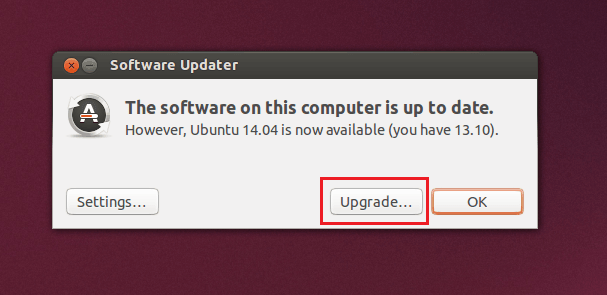 Software Updater
The software on this computer is up to date.
However, Ubuntu 14.04 is now available (you have 13.10).
Settings...
Upgrade...
OK